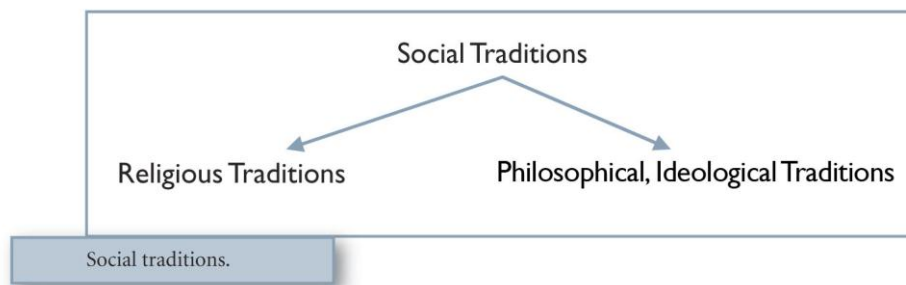 Social Traditions
Religious Traditions
Philosophical, Ideological Traditions
Social traditions.